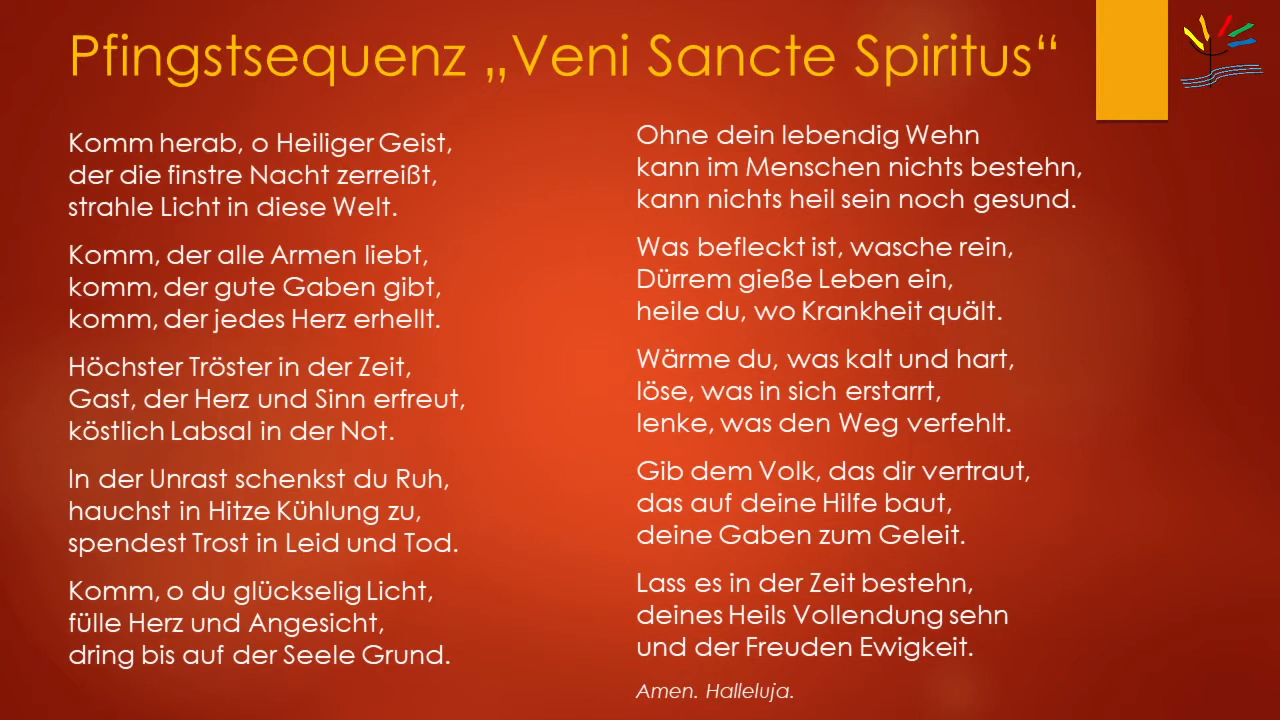 Pfingstsequenz „Veni Sancte Spiritus“
Komm herab, o Heiliger Geist,
der die finstre Nacht zerreißt,
strahle Licht in diese Welt.
Komm, der alle Armen liebt,
komm, der gute Gaben gibt,
komm, der jedes Herz erhellt.
Höchster Tröster in der Zeit,
Gast, der Herz und Sinn erfreut,
köstlich Labsal in der Not.
In der Unrast schenkst du Ruh,
hauchst in Hitze Kühlung zu,
spendest Trost in Leid und Tod.
Komm, o du glückselig Licht,
fülle Herz und Angesicht,
dring bis auf der Seele Grund.
Ohne dein lebendig Wehn
kann im Menschen nichts bestehn,
kann nichts heil sein noch gesund.
Was befleckt ist, wasche rein,
Dürrem gieße Leben ein,
heile du, wo Krankheit quält.
Wärme du, was kalt und hart,
löse, was in sich erstarrt,
lenke, was den Weg verfehlt.
Gib dem Volk, das dir vertraut,
das auf deine Hilfe baut,
deine Gaben zum Geleit.
Lass es in der Zeit bestehn,
deines Heils Vollendung sehn
und der Freuden Ewigkeit.
Amen. Halleluja.